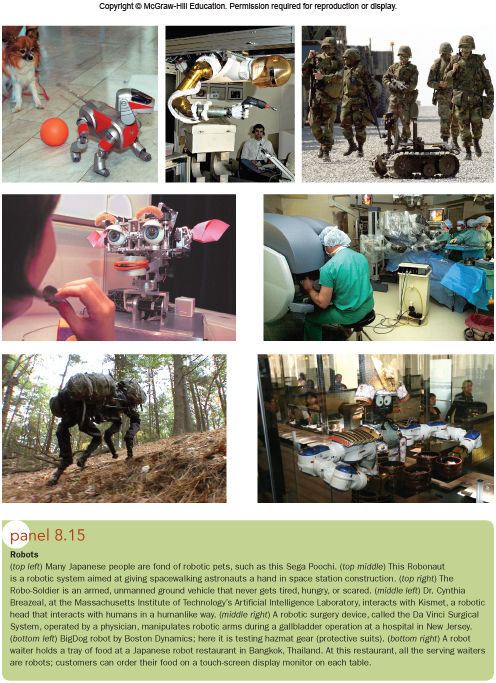 Copyright © McGraw-Hill Education. Permission required for reproduction or display.
panel 8.15
Robots
(top left) Many Japanese people are fond of robotic pets, such as this Sega Poochi. (top middle) This Robonaut
is a robotic system aimed at giving spacewalking astronauts a hand in space station construction. (top right) The
Robo-Soldier is an armed, unmanned ground vehicle that never gets tired, hungry, or scared. (middle left) Dr. Cynthia
Breazeal, at the Massachusetts Institute of Technology's Artificial Intelligence Laboratory, interacts with Kismet, a robotic
head that interacts with humans in a humanlike way. (middle right) A robotic surgery device, called the Da Vinci Surgical
System, operated by a physician, manipulates robotic arms during a gallbladder operation at a hospital in New Jersey.
(bottom left) BigDog robot by Boston Dynamics; here it is testing hazmat gear (protective suits). (bottom right) A robot
waiter holds a tray of food at a Japanese robot restaurant in Bangkok, Thailand. At this restaurant, all the serving waiters
are robots; customers can order their food on a touch-screen display monitor on each table.